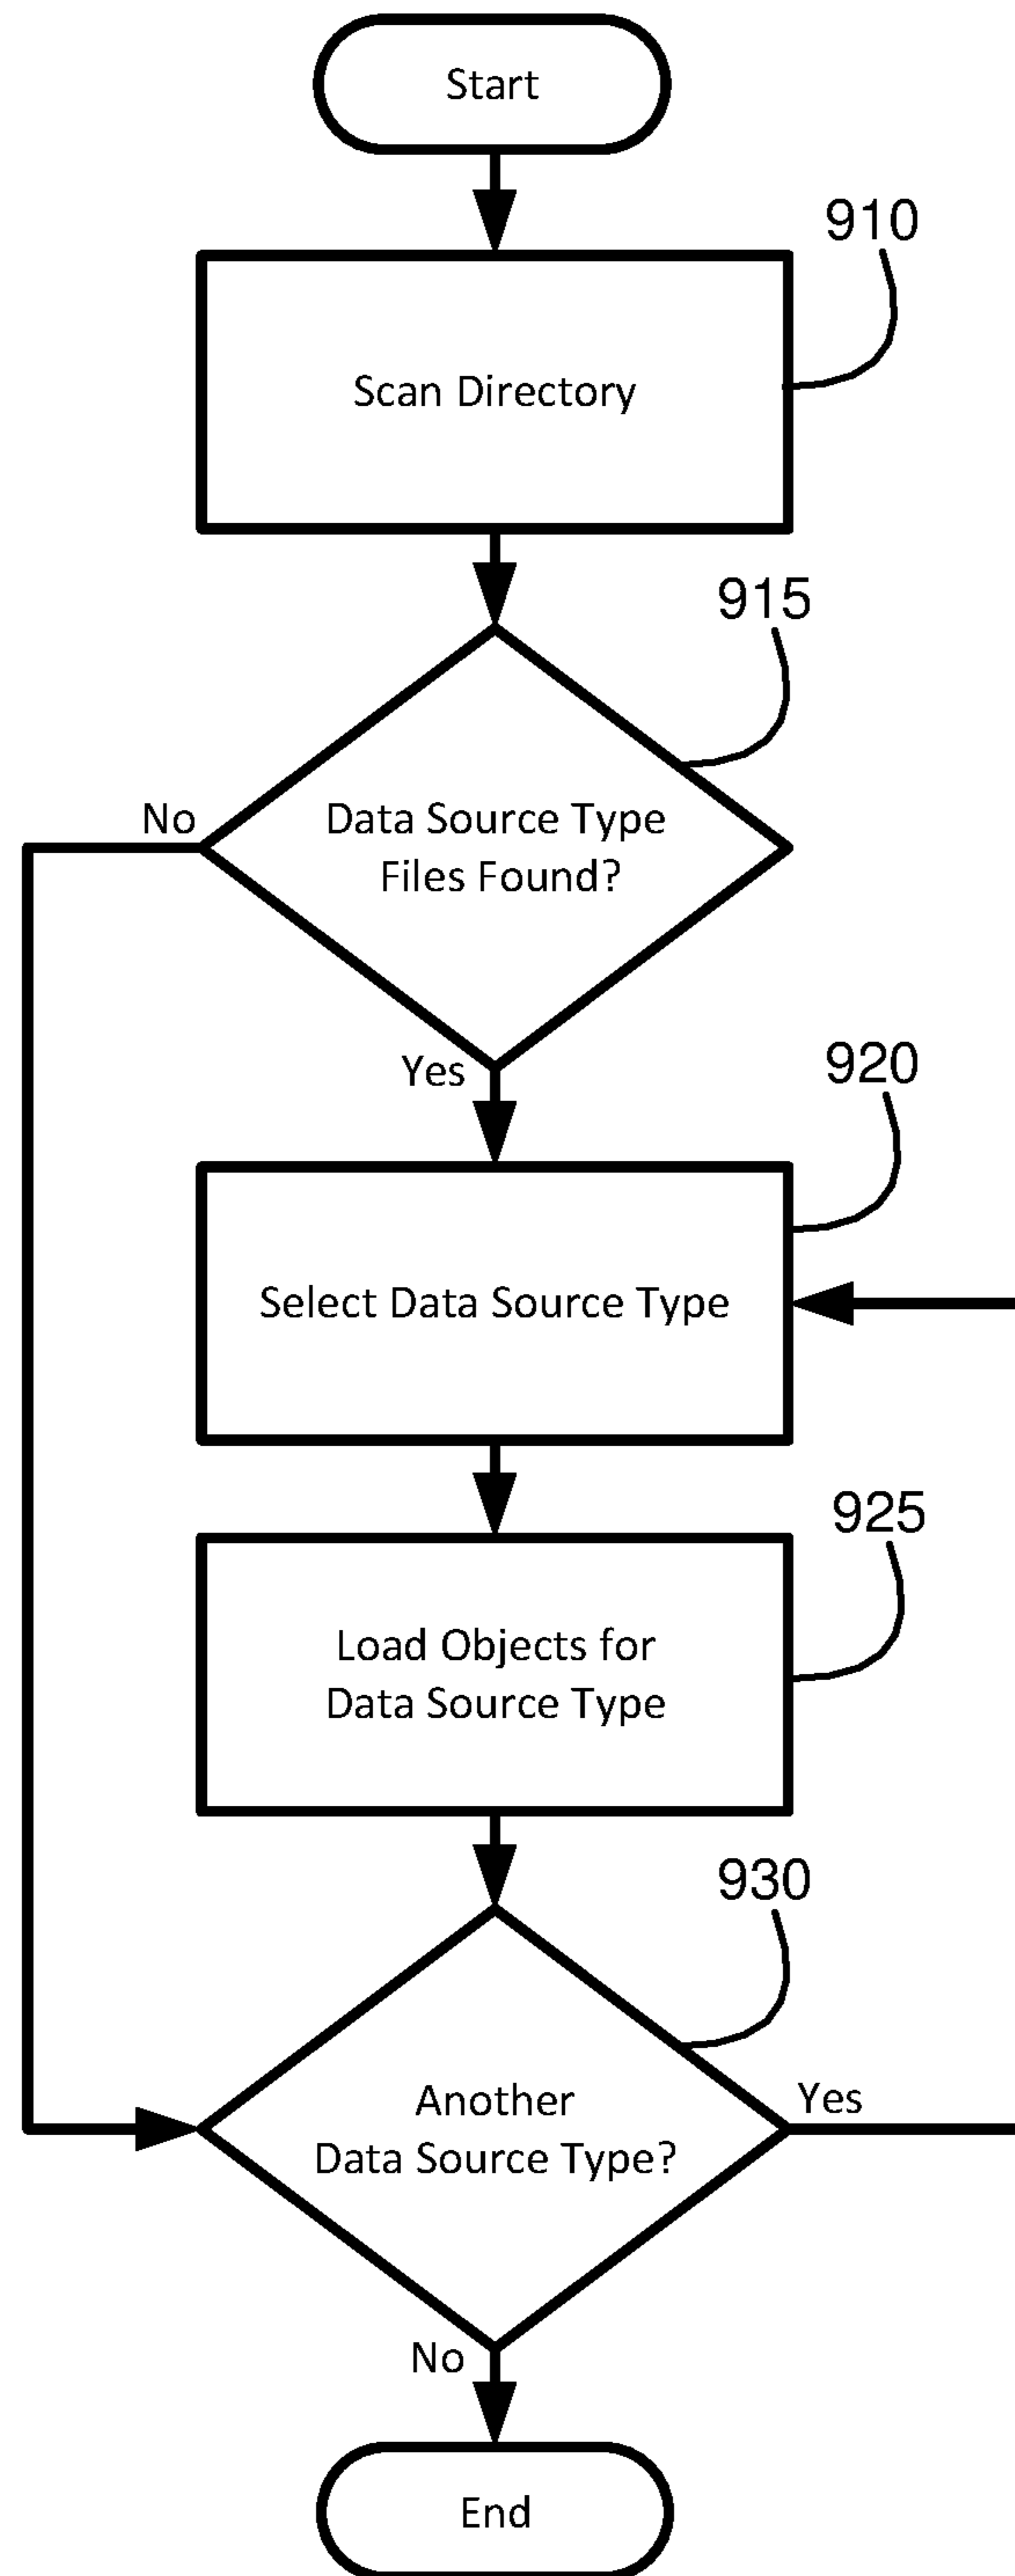 Start
910
Scan Directory
915
No
Data Source Type
Files Found?
Yes
920
Select Data Source Type
925
Load Objects for
Data Source Type
930
Another
Data Source Type?
Yes
No
End